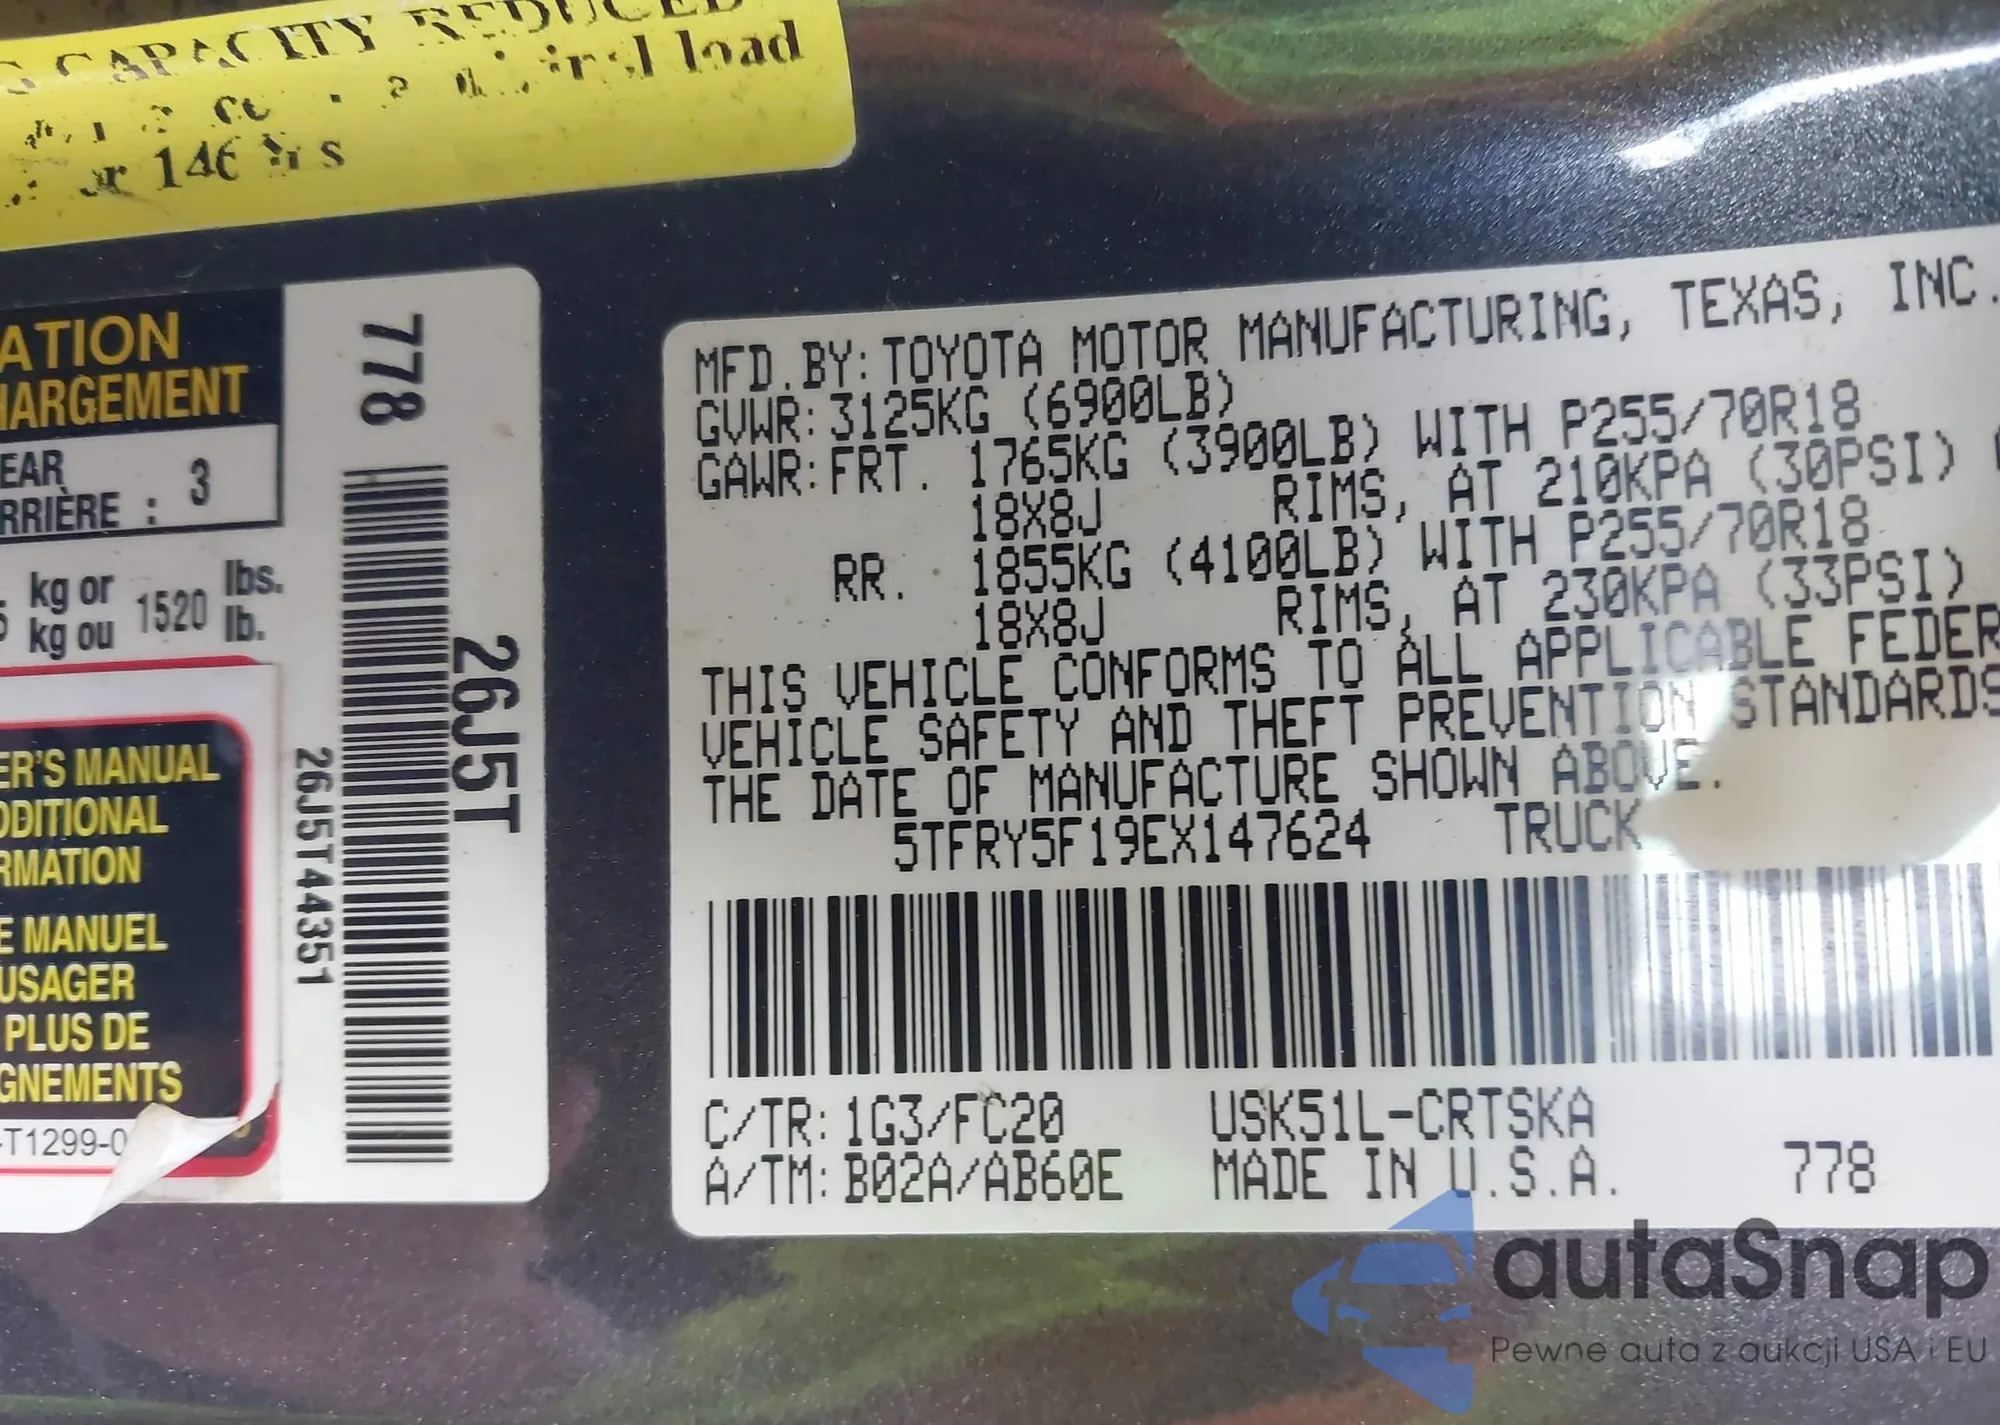 CAPACITY REDUCED
load
146
ATION
HARGEMENT
EAR
RRIÈRE : 3
kg or 1520 lbs.
kg ou lb.
ER'S MANUAL
DDITIONAL
RMATION
E MANUEL
USAGER
PLUS DE
GNEMENTS
-T1299-0
778
26J5T
26J5T44351
MFD.BY:TOYOTA MOTOR MANUFACTURING, TEXAS, INC.
GVWR:3125KG (6900LB)
GAWR:FRT. 1765KG (3900LB) WITH P255/70R18
18X8J RIMS, AT 210KPA (30PSI)
RR. 1855KG (4100LB) WITH P255/70R18
18X8J RIMS, AT 230KPA (33PSI)
THIS VEHICLE CONFORMS TO ALL APPLICABLE FEDER
VEHICLE SAFETY AND THEFT PREVENTION STANDARDS
THE DATE OF MANUFACTURE SHOWN ABOVE.
5TFRY5F19EX147624 TRUCK
C/TR:1G3/FC20 USK51L-CRTSKA
A/TM:B02A/AB60E MADE IN U.S.A. 778
autaSnap
Pewne auta z aukcji USA i EU